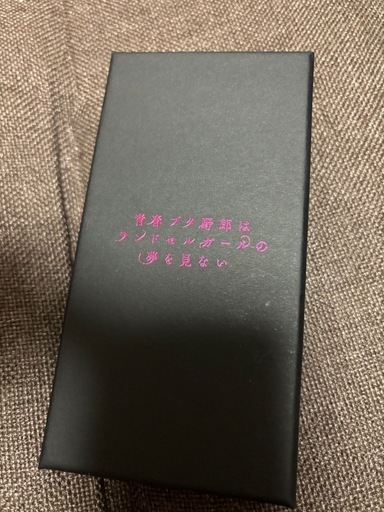 青春ブタ野郎は
ランドセルガールの
夢を見ない